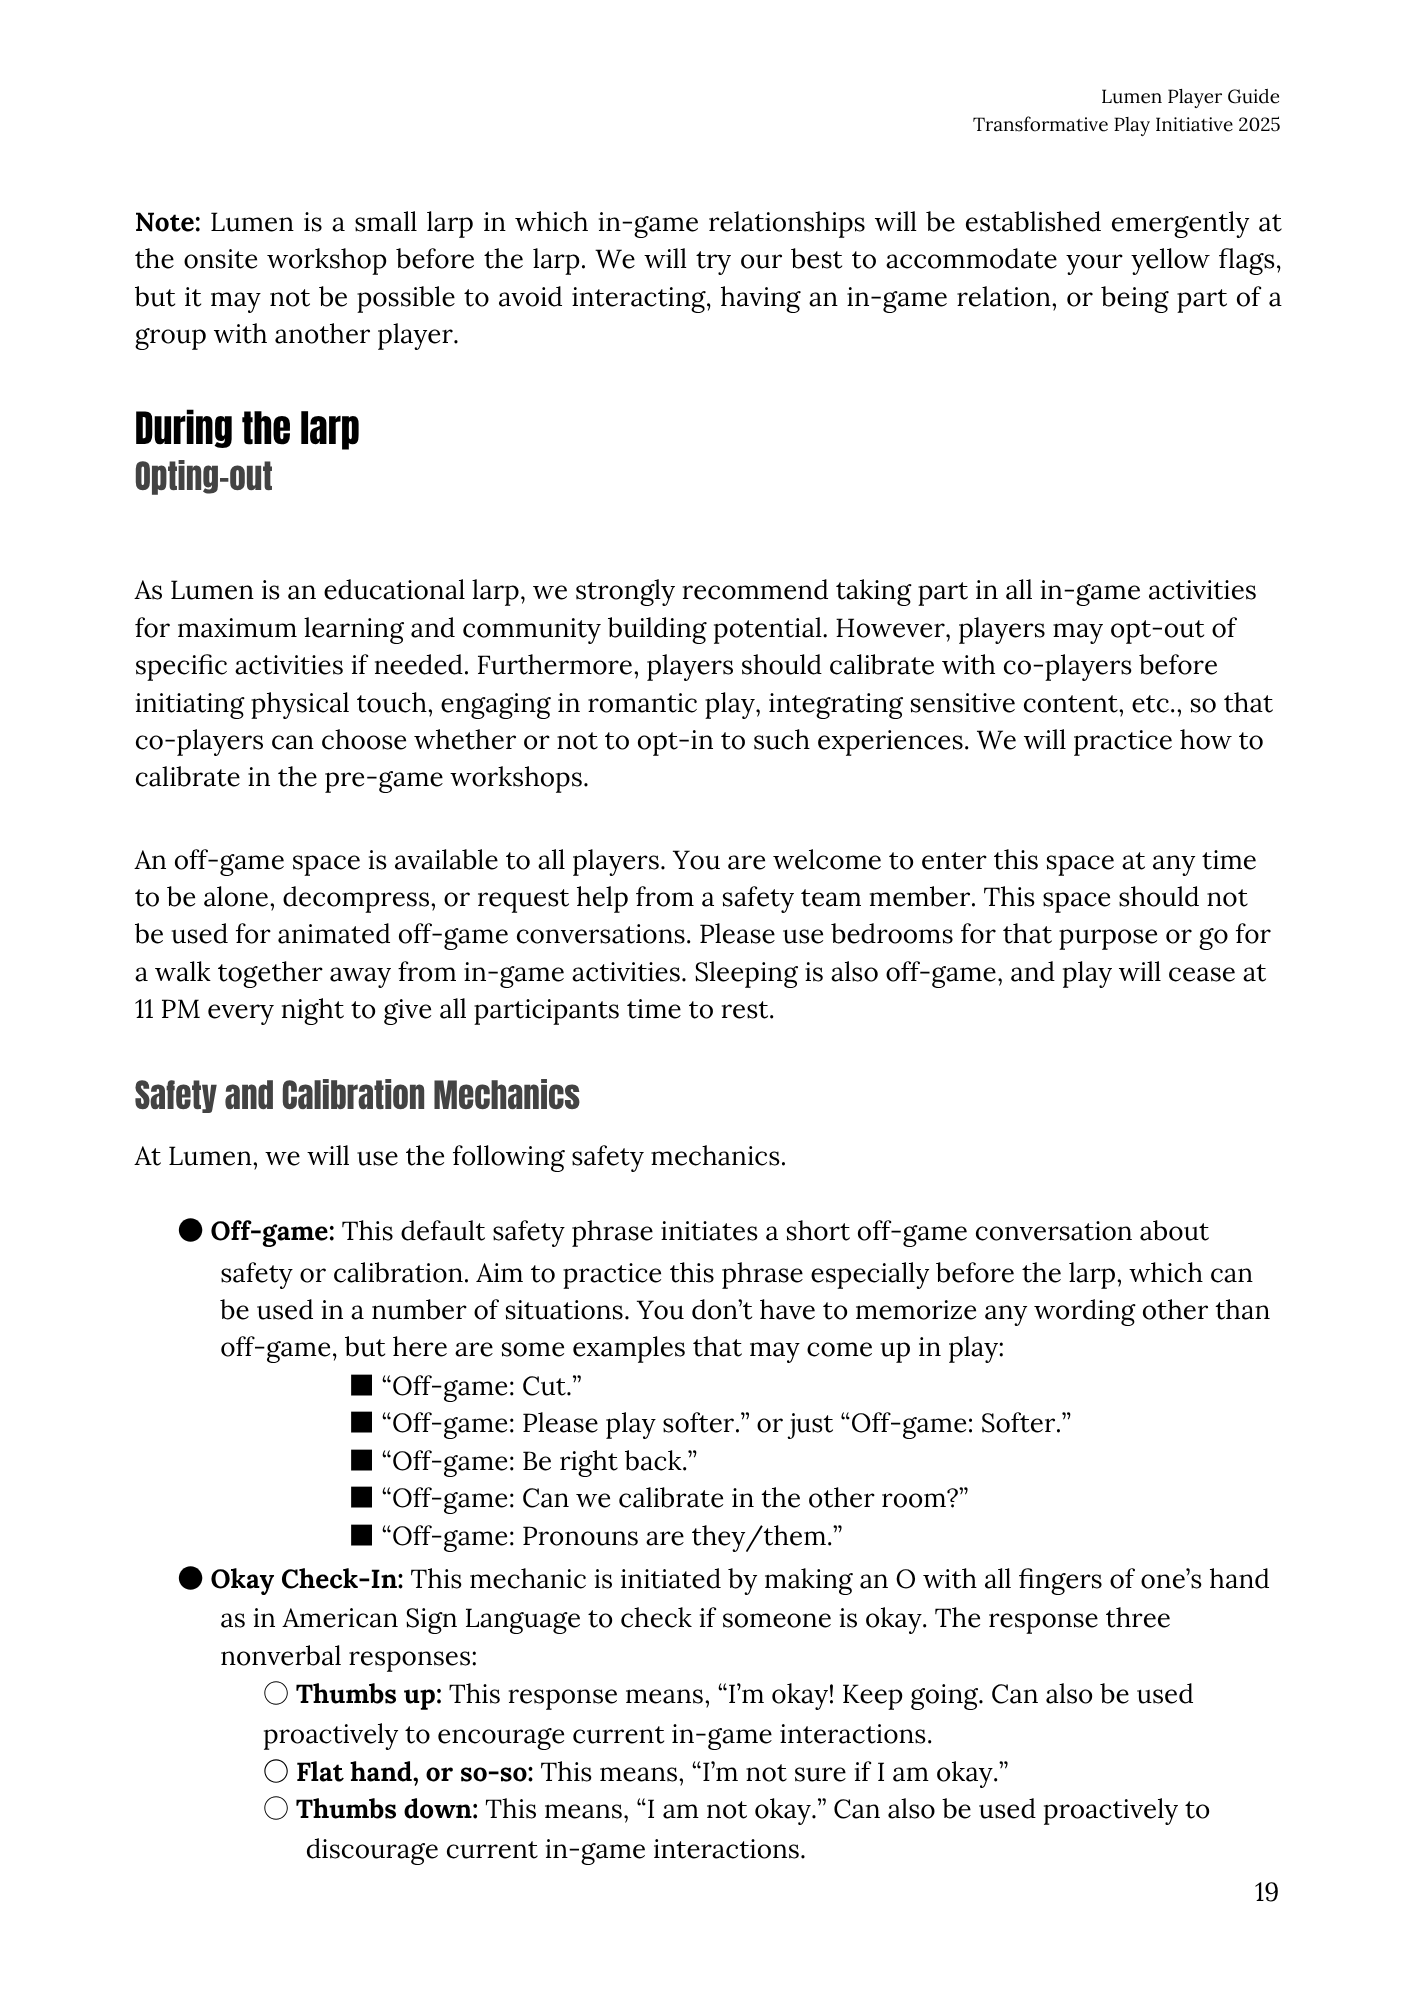 Lumen Player Guide
Transformative Play Initiative 2025
Note: Lumen is a small larp in which in-game relationships will be established emergently at
the onsite workshop before the larp. We will try our best to accommodate your yellow flags,
but it may not be possible to avoid interacting, having an in-game relation, or being part of a
group with another player.
During the larp
Opting-out
As Lumen is an educational larp, we strongly recommend taking part in all in-game activities
for maximum learning and community building potential. However, players may opt-out of
specific activities if needed. Furthermore, players should calibrate with co-players before
initiating physical touch, engaging in romantic play, integrating sensitive content, etc., so that
co-players can choose whether or not to opt-in to such experiences. We will practice how to
calibrate in the pre-game workshops.
An off-game space is available to all players. You are welcome to enter this space at any time
to be alone, decompress, or request help from a safety team member. This space should not
be used for animated off-game conversations. Please use bedrooms for that purpose or go for
a walk together away from in-game activities. Sleeping is also off-game, and play will cease at
11 PM every night to give all participants time to rest.
Safety and Calibration Mechanics
At Lumen, we will use the following safety mechanics.
● Off-game: This default safety phrase initiates a short off-game conversation about
safety or calibration. Aim to practice this phrase especially before the larp, which can
be used in a number of situations. You don’t have to memorize any wording other than
off-game, but here are some examples that may come up in play:
■ “Off-game: Cut.”
■ “Off-game: Please play softer.” or just “Off-game: Softer.”
■ “Off-game: Be right back.”
■ “Off-game: Can we calibrate in the other room?”
■ “Off-game: Pronouns are they/them.”
● Okay Check-In: This mechanic is initiated by making an O with all fingers of one’s hand
as in American Sign Language to check if someone is okay. The response three
nonverbal responses:
○ Thumbs up: This response means, “I’m okay! Keep going. Can also be used
proactively to encourage current in-game interactions.
○ Flat hand, or so-so: This means, “I’m not sure if I am okay.”
○ Thumbs down: This means, “I am not okay.” Can also be used proactively to
discourage current in-game interactions.
19